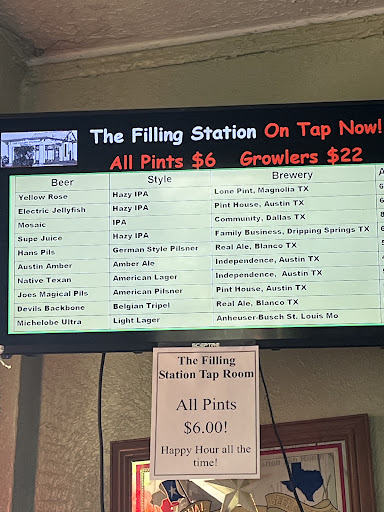 The Filling Station On Tap Now!
All Pints $6 Growlers $22
Beer Style Brewery A
Yellow Rose Hazy IPA Lone Pint, Magnolia TX 6
Electric Jellyfish Hazy IPA Pint House, Austin TX 6
Mosaic IPA Community, Dallas TX 8
Supe Juice Hazy IPA Family Business, Dripping Springs TX 6
Hans Pils German Style Pilsner Real Ale, Blanco TX
Austin Amber Amber Ale Independence, Austin TX
Native Texan American Lager Independence, Austin TX
Joes Magical Pils American Pilsner Pint House, Austin TX
Devils Backbone Belgian Tripel Real Ale, Blanco TX
Michelobe Ultra Light Lager Anheuser-Busch St. Louis Mo
SCEPTRE
The Filling
Station Tap Room
All Pints
$6.00!
Happy Hour all the
time!